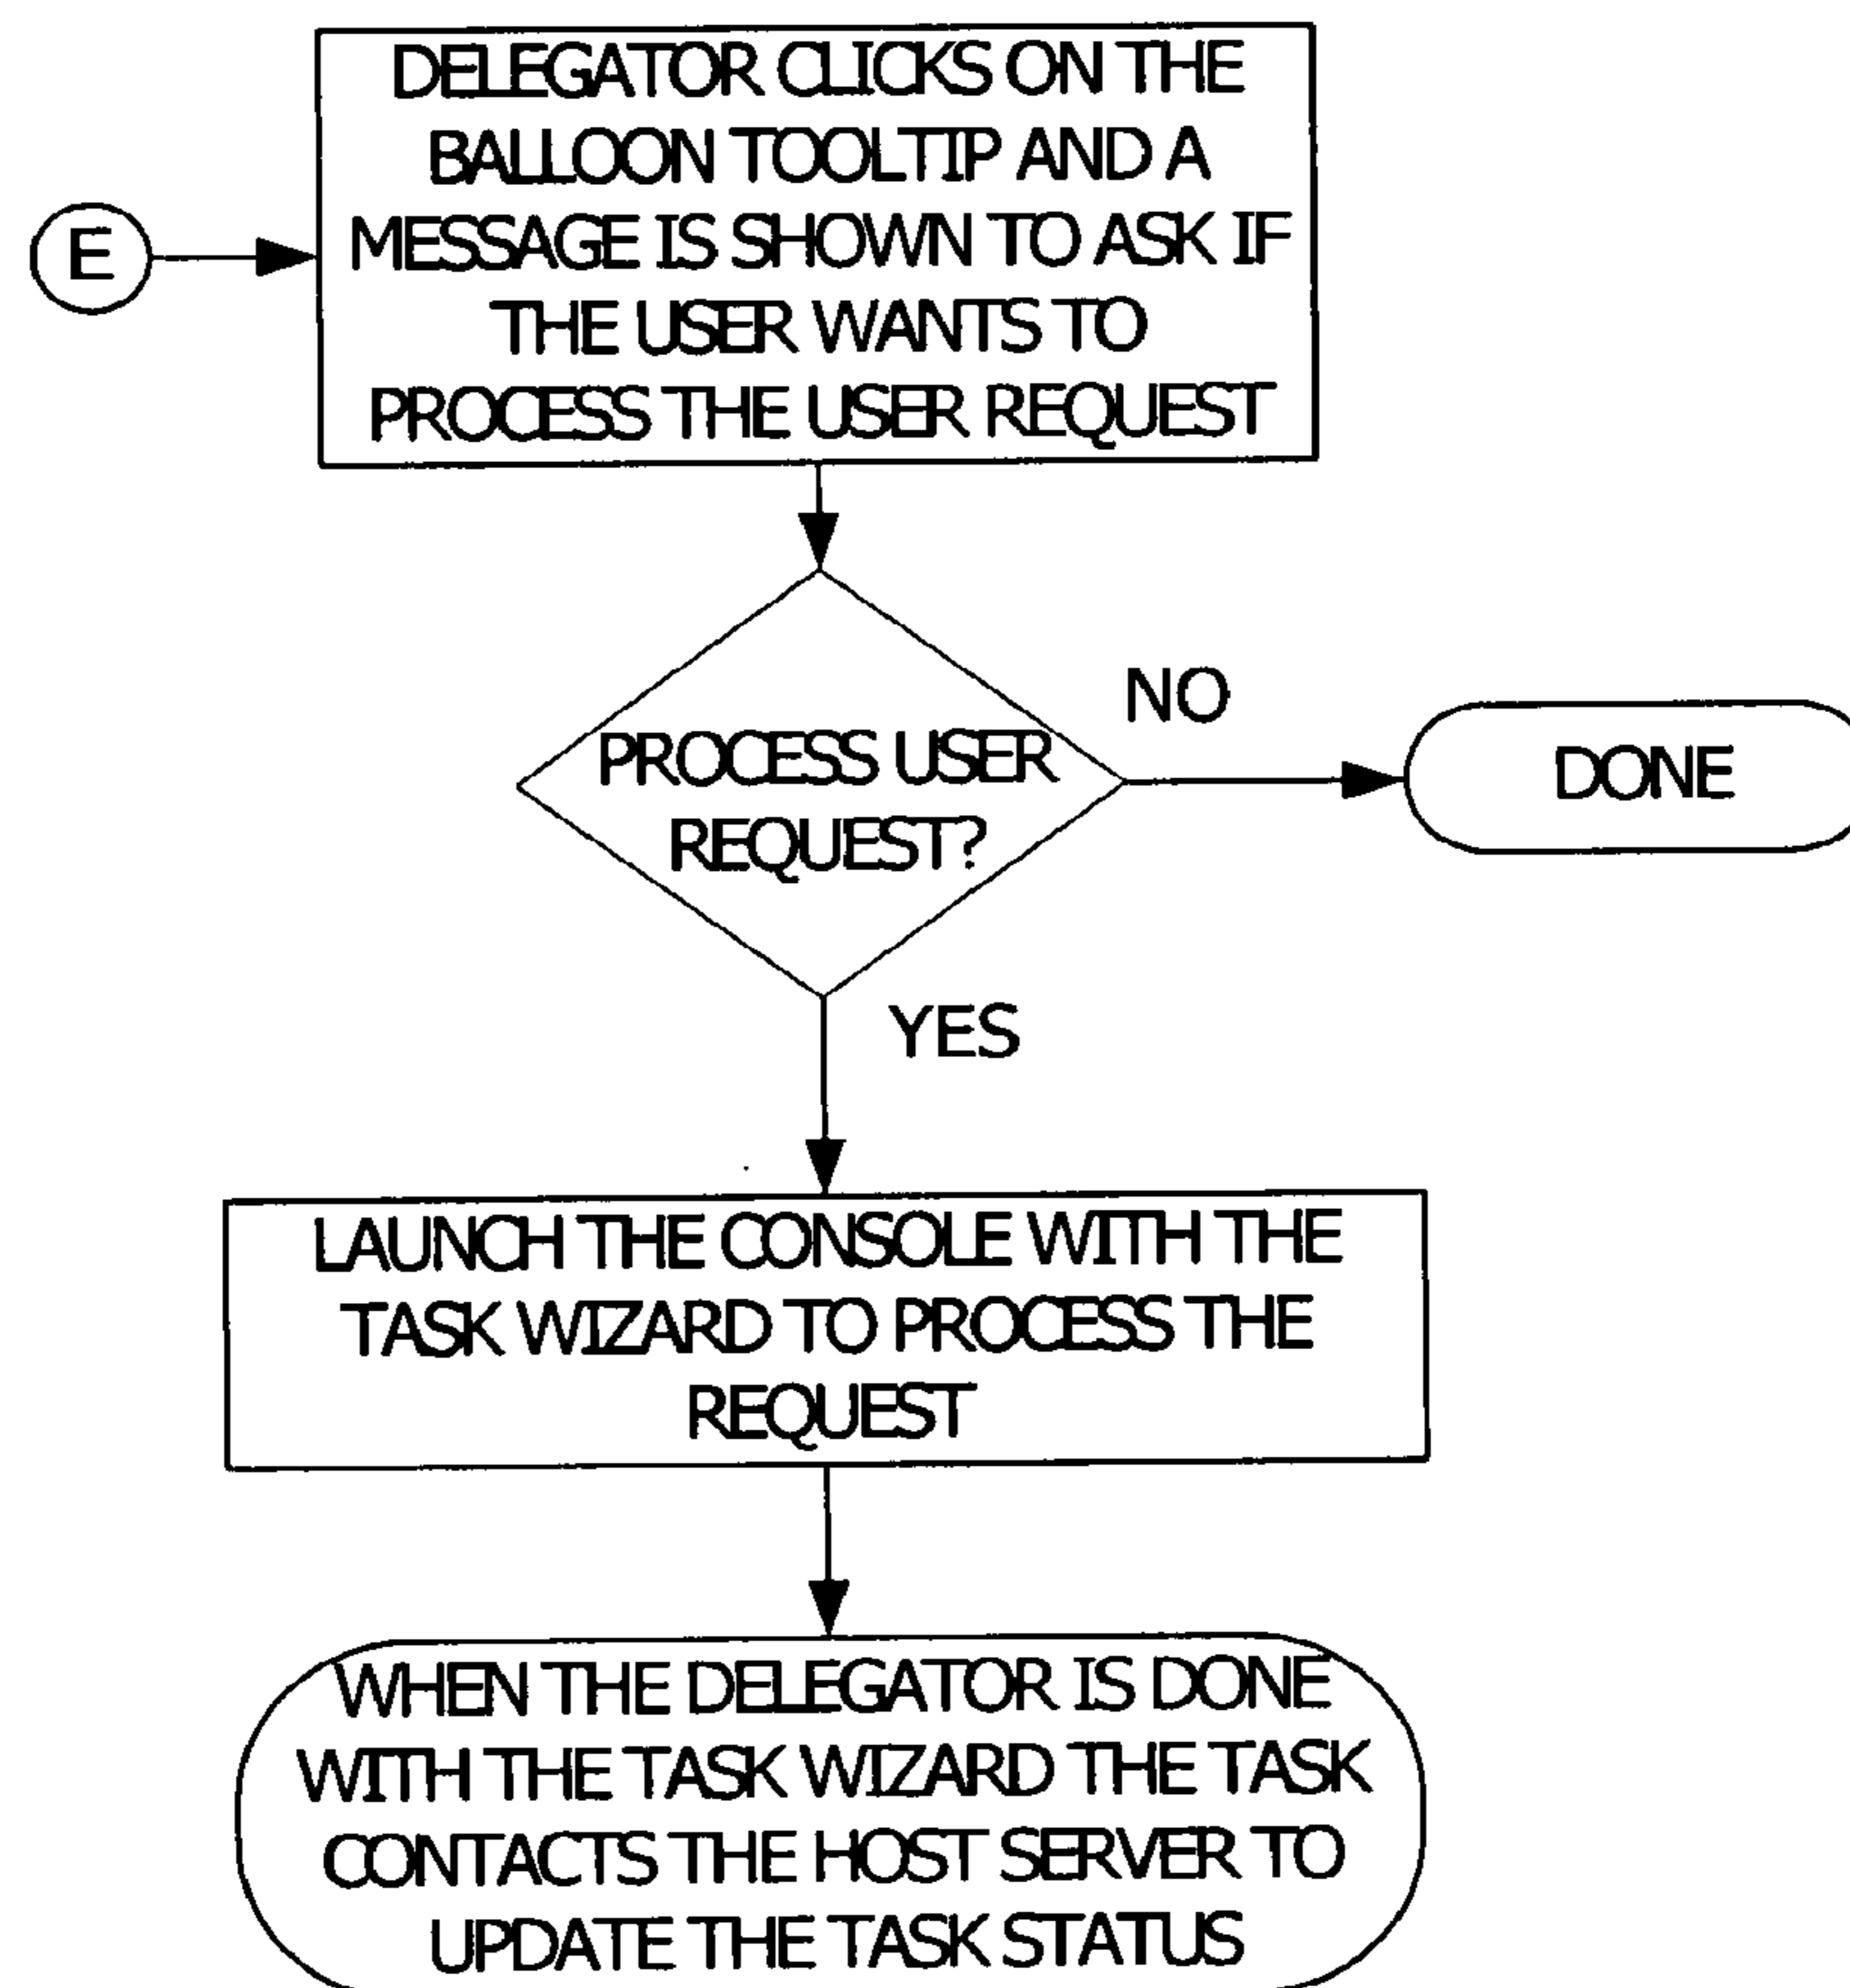 DELEGATOR CLICKS ON THE
BALLOON TOOLTIP AND A
MESSAGE IS SHOWN TO ASK IF
THE USER WANTS TO
PROCESS THE USER REQUEST
E
PROCESS USER
REQUEST?
NO
DONE
YES
LAUNCH THE CONSOLE WITH THE
TASK WIZARD TO PROCESS THE
REQUEST
WHEN THE DELEGATOR IS DONE
WITH THE TASK WIZARD THE TASK
CONTACTS THE HOST SERVER TO
UPDATE THE TASK STATUS